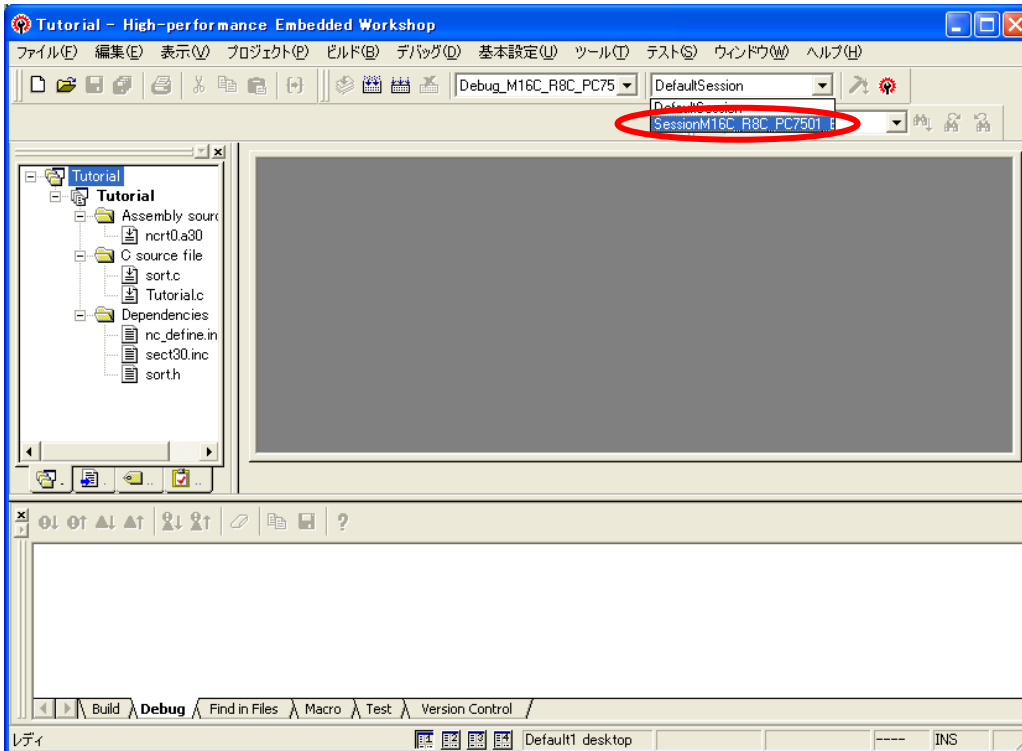 Tutorial - High-performance Embedded Workshop
ファイル(F) 編集(E) 表示(V) プロジェクト(P) ビルド(B) デバッグ(D) 基本設定(U) ツール(T) テスト(S) ウィンドウ(W) ヘルプ(H)
Debug_M16C_R8C_PC75 DefaultSession
DefaultSession
SessionM16C_R8C_PC7501_E
Tutorial
Tutorial
Assembly sour
ncrt0.a30
C source file
sort.c
Tutorial.c
Dependencies
nc_define.in
sect30.inc
sort.h
Build Debug Find in Files Macro Test Version Control
レディ Default1 desktop INS